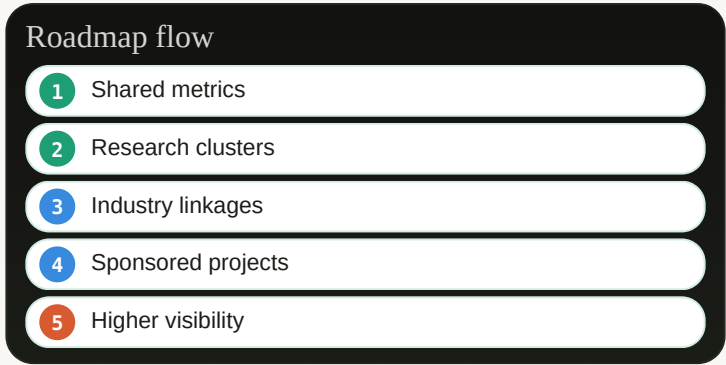 Roadmap flow
1 Shared metrics
2 Research clusters
3 Industry linkages
4 Sponsored projects
5 Higher visibility